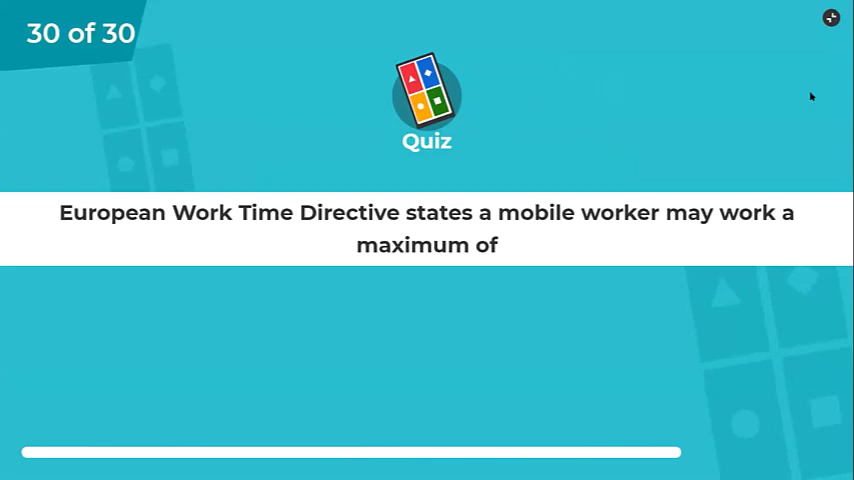 30 of 30
Quiz
European Work Time Directive states a mobile worker may work a
maximum of